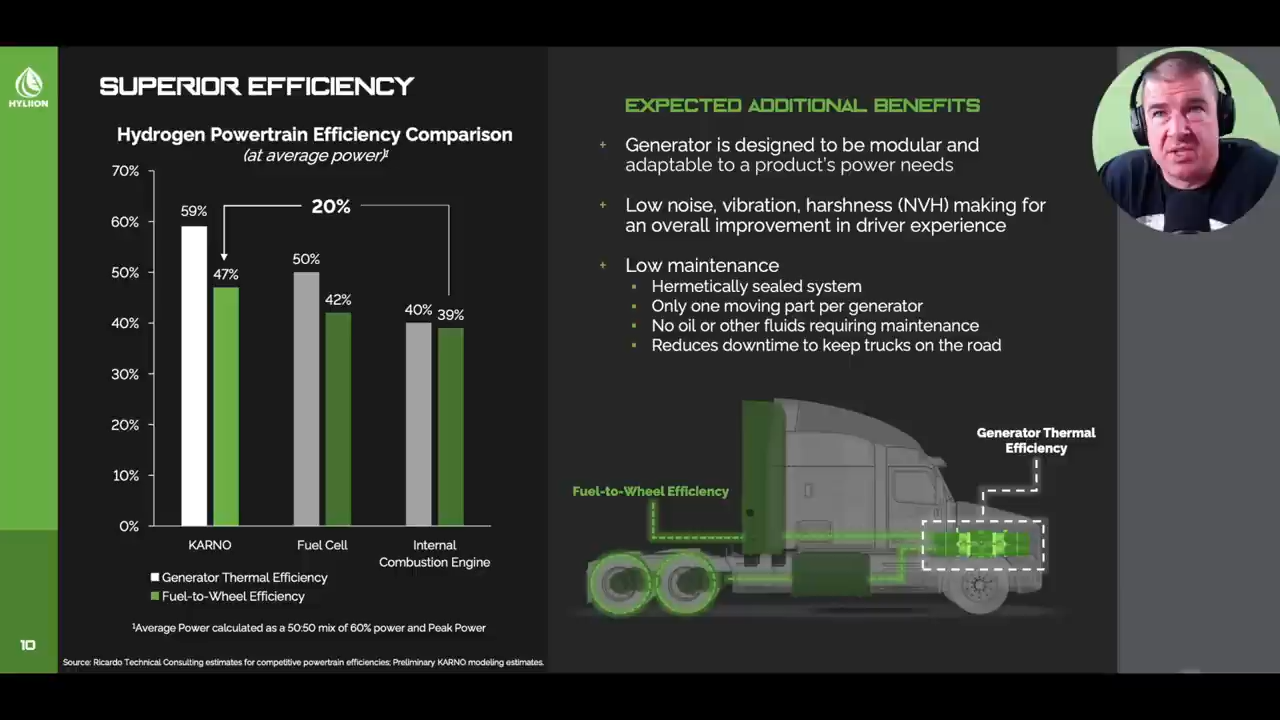 HYLIION
SUPERIOR EFFICIENCY
Hydrogen Powertrain Efficiency Comparison
(at average power)¹
70%
60%
50%
40%
30%
20%
10%
0%
59%
47%
20%
50%
42%
40%
39%
KARNO
Fuel Cell
Internal
Combustion Engine
Generator Thermal Efficiency
Fuel-to-Wheel Efficiency
¹Average Power calculated as a 50:50 mix of 60% power and Peak Power
10
Source: Ricardo Technical Consulting estimates for competitive powertrain efficiencies; Preliminary KARNO modeling estimates.
EXPECTED ADDITIONAL BENEFITS
+ Generator is designed to be modular and
adaptable to a product's power needs
+ Low noise, vibration, harshness (NVH) making for
an overall improvement in driver experience
+ Low maintenance
▪ Hermetically sealed system
▪ Only one moving part per generator
▪ No oil or other fluids requiring maintenance
▪ Reduces downtime to keep trucks on the road
Generator Thermal
Efficiency
Fuel-to-Wheel Efficiency